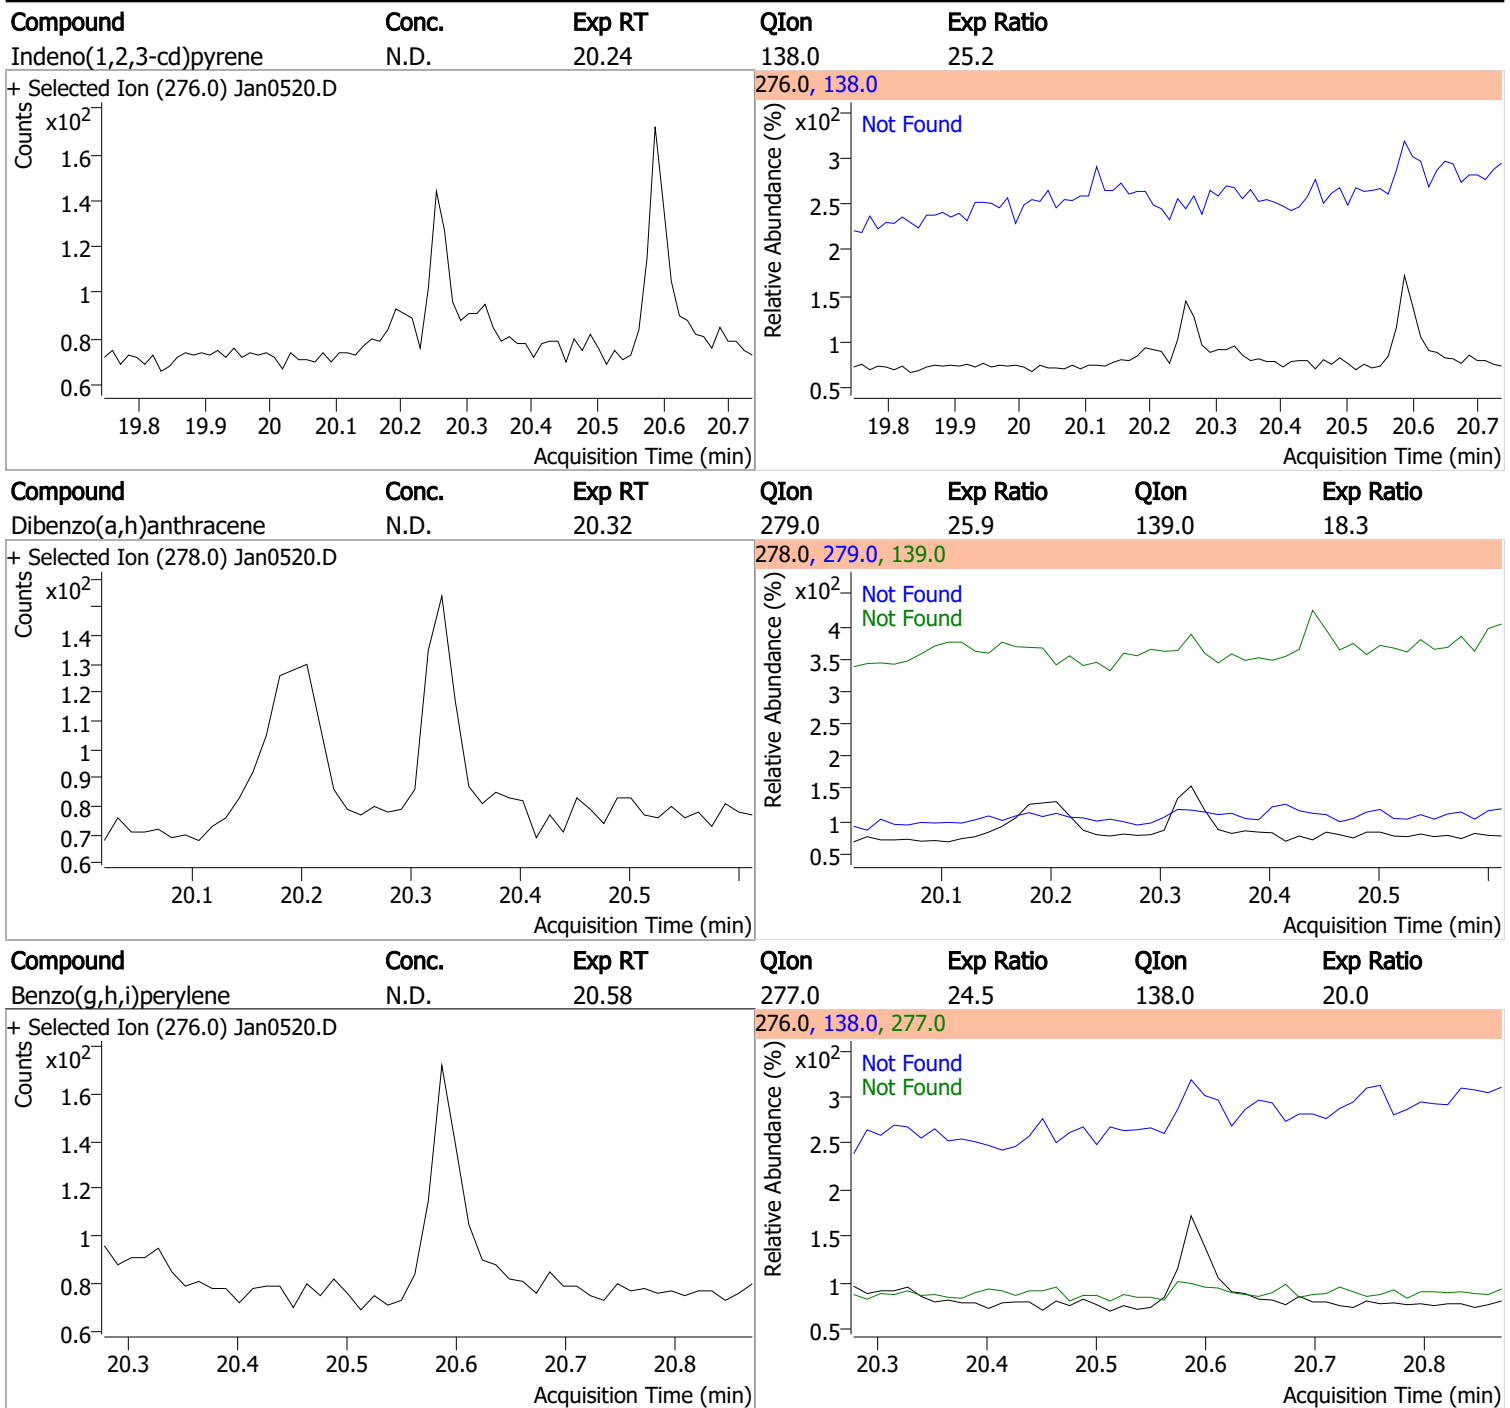 Compound Conc. Exp RT QIon Exp Ratio
Indeno(1,2,3-cd)pyrene N.D. 20.24 138.0 25.2
+ Selected Ion (276.0) Jan0520.D
Counts
x10²
1.6
1.4
1.2
1
0.8
0.6
19.8 19.9 20 20.1 20.2 20.3 20.4 20.5 20.6 20.7
Acquisition Time (min)
276.0, 138.0
Relative Abundance (%)
x10²
Not Found
3
2.5
2
1.5
1
0.5
19.8 19.9 20 20.1 20.2 20.3 20.4 20.5 20.6 20.7
Acquisition Time (min)
Compound Conc. Exp RT QIon Exp Ratio QIon Exp Ratio
Dibenzo(a,h)anthracene N.D. 20.32 279.0 25.9 139.0 18.3
+ Selected Ion (278.0) Jan0520.D
Counts
x10²
1.4
1.3
1.2
1.1
1
0.9
0.8
0.7
0.6
20.1 20.2 20.3 20.4 20.5
Acquisition Time (min)
278.0, 279.0, 139.0
Relative Abundance (%)
x10²
Not Found
Not Found
4
3.5
3
2.5
2
1.5
1
0.5
20.1 20.2 20.3 20.4 20.5
Acquisition Time (min)
Compound Conc. Exp RT QIon Exp Ratio QIon Exp Ratio
Benzo(g,h,i)perylene N.D. 20.58 277.0 24.5 138.0 20.0
+ Selected Ion (276.0) Jan0520.D
Counts
x10²
1.6
1.4
1.2
1
0.8
0.6
20.3 20.4 20.5 20.6 20.7 20.8
Acquisition Time (min)
276.0, 138.0, 277.0
Relative Abundance (%)
x10²
Not Found
Not Found
3
2.5
2
1.5
1
0.5
20.3 20.4 20.5 20.6 20.7 20.8
Acquisition Time (min)